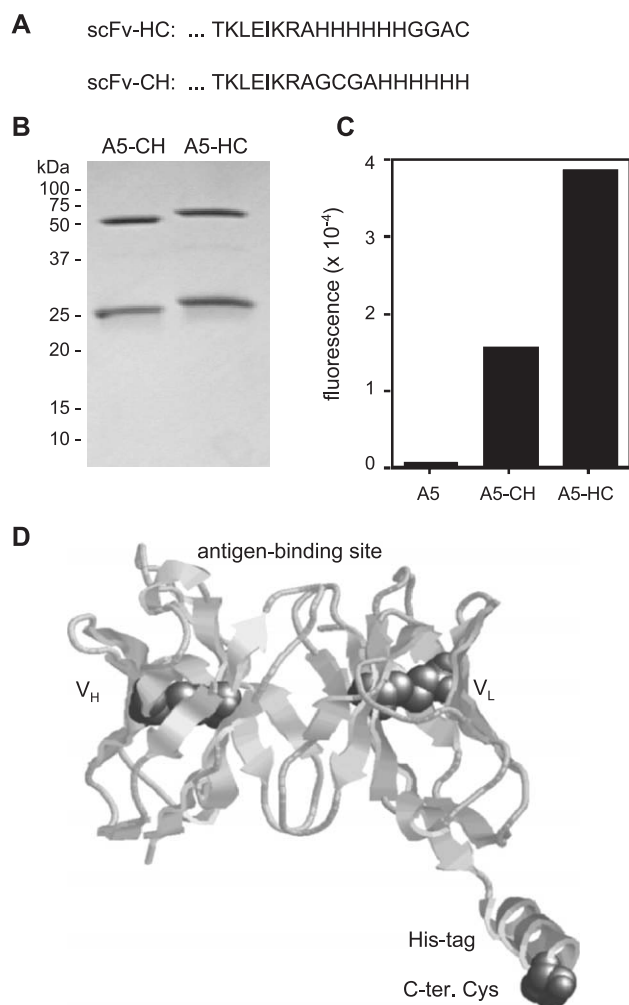 A
scFv-HC: ... TKLEIKRAHHHHHHGGAC
scFv-CH: ... TKLEIKRAGCGAHHHHHH
B
A5-CH A5-HC
kDa
100 -
75 -
50 -
37 -
25 -
20 -
15 -
10 -
C
fluorescence (x 10-4)
4
3
2
1
0
A5 A5-CH A5-HC
D
antigen-binding site
VH
VL
His-tag
C-ter. Cys